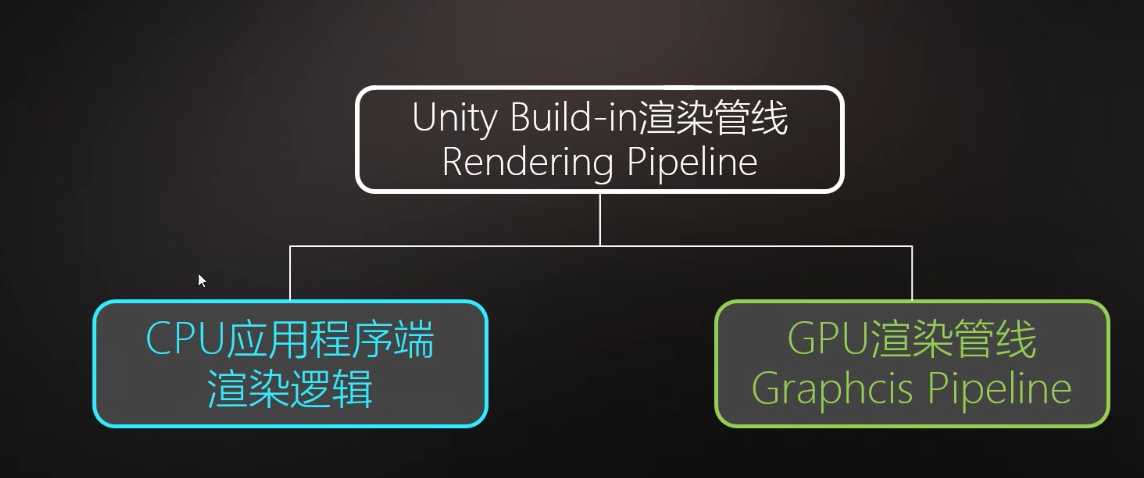 Unity Build-in渲染管线
Rendering Pipeline
CPU应用程序端
渲染逻辑
GPU渲染管线
Graphcis Pipeline